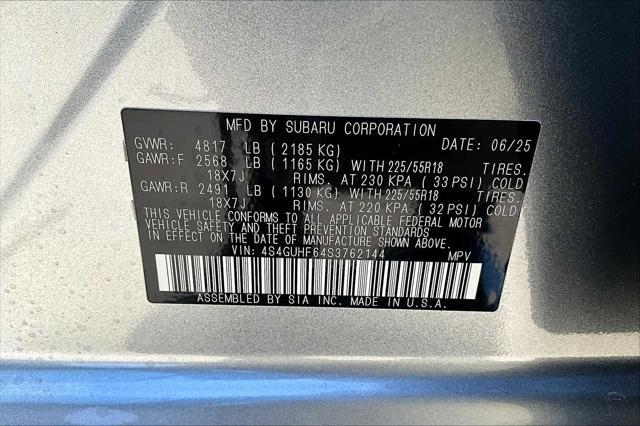 MFD BY SUBARU CORPORATION
GVWR: 4817 LB (2185 KG) DATE: 06/25
GAWR:F 2568 LB (1165 KG) WITH 225/55R18 TIRES.
18X7J RIMS. AT 230 KPA (33 PSI) COLD
GAWR:R 2491 LB (1130 KG) WITH 225/55R18 TIRES.
18X7J RIMS. AT 220 KPA (32 PSI) COLD
THIS VEHICLE CONFORMS TO ALL APPLICABLE FEDERAL MOTOR
VEHICLE SAFETY AND THEFT PREVENTION STANDARDS
IN EFFECT ON THE DATE OF MANUFACTURE SHOWN ABOVE.
VIN: 4S4GUHF64S3762144 MPV
ASSEMBLED BY SIA INC. MADE IN U.S.A.